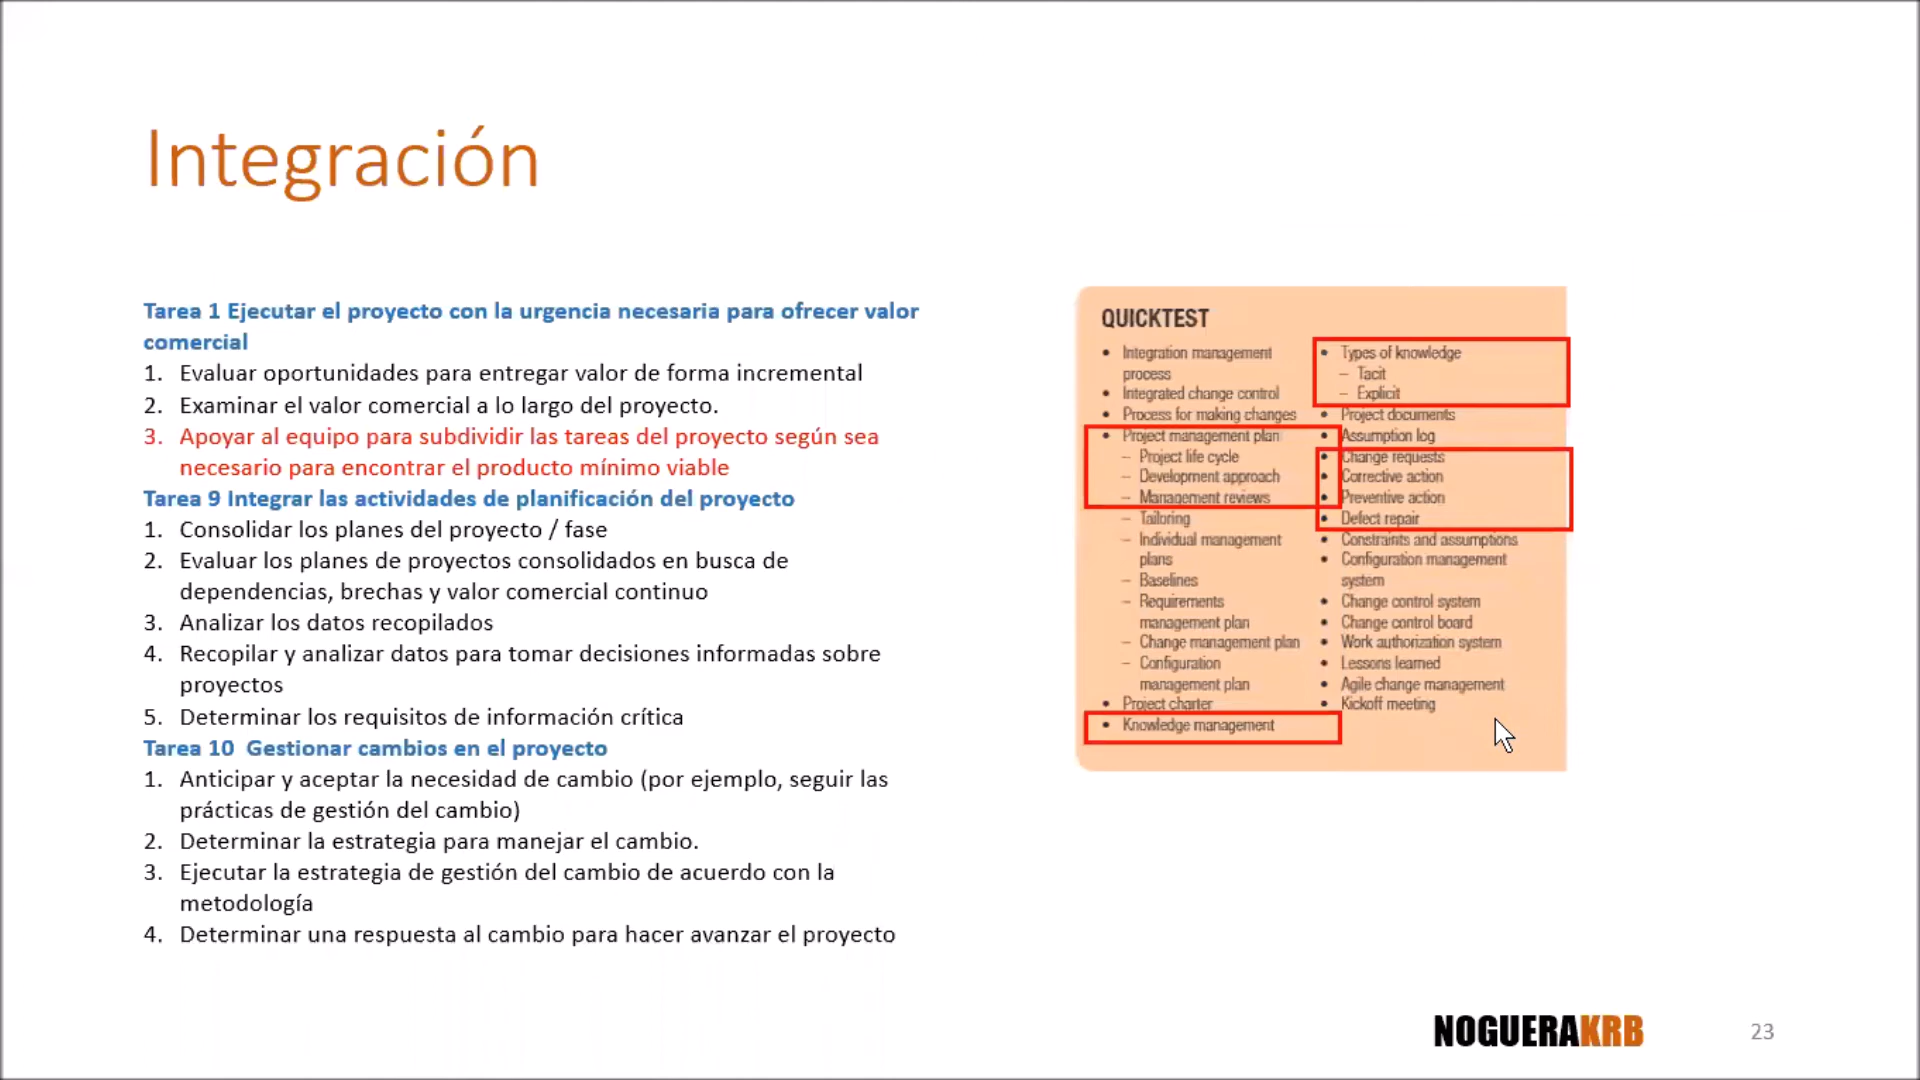 Integración
Tarea 1 Ejecutar el proyecto con la urgencia necesaria para ofrecer valor
comercial
1. Evaluar oportunidades para entregar valor de forma incremental
2. Examinar el valor comercial a lo largo del proyecto.
3. Apoyar al equipo para subdividir las tareas del proyecto según sea
necesario para encontrar el producto mínimo viable
Tarea 9 Integrar las actividades de planificación del proyecto
1. Consolidar los planes del proyecto / fase
2. Evaluar los planes de proyectos consolidados en busca de
dependencias, brechas y valor comercial continuo
3. Analizar los datos recopilados
4. Recopilar y analizar datos para tomar decisiones informadas sobre
proyectos
5. Determinar los requisitos de información crítica
Tarea 10 Gestionar cambios en el proyecto
1. Anticipar y aceptar la necesidad de cambio (por ejemplo, seguir las
prácticas de gestión del cambio)
2. Determinar la estrategia para manejar el cambio.
3. Ejecutar la estrategia de gestión del cambio de acuerdo con la
metodología
4. Determinar una respuesta al cambio para hacer avanzar el proyecto
QUICKTEST
• Integration management
process
• Integrated change control
• Process for making changes
• Project management plan
– Project life cycle
– Development approach
– Management reviews
– Tailoring
– Individual management
plans
– Baselines
– Requirements
management plan
– Change management plan
– Configuration
management plan
• Project charter
• Knowledge management
• Types of knowledge
– Tacit
– Explicit
• Project documents
• Assumption log
• Change requests
• Corrective action
• Preventive action
• Defect repair
• Constraints and assumptions
• Configuration management
system
• Change control system
• Change control board
• Work authorization system
• Lessons learned
• Agile change management
• Kickoff meeting
NOGUERAKRB
23